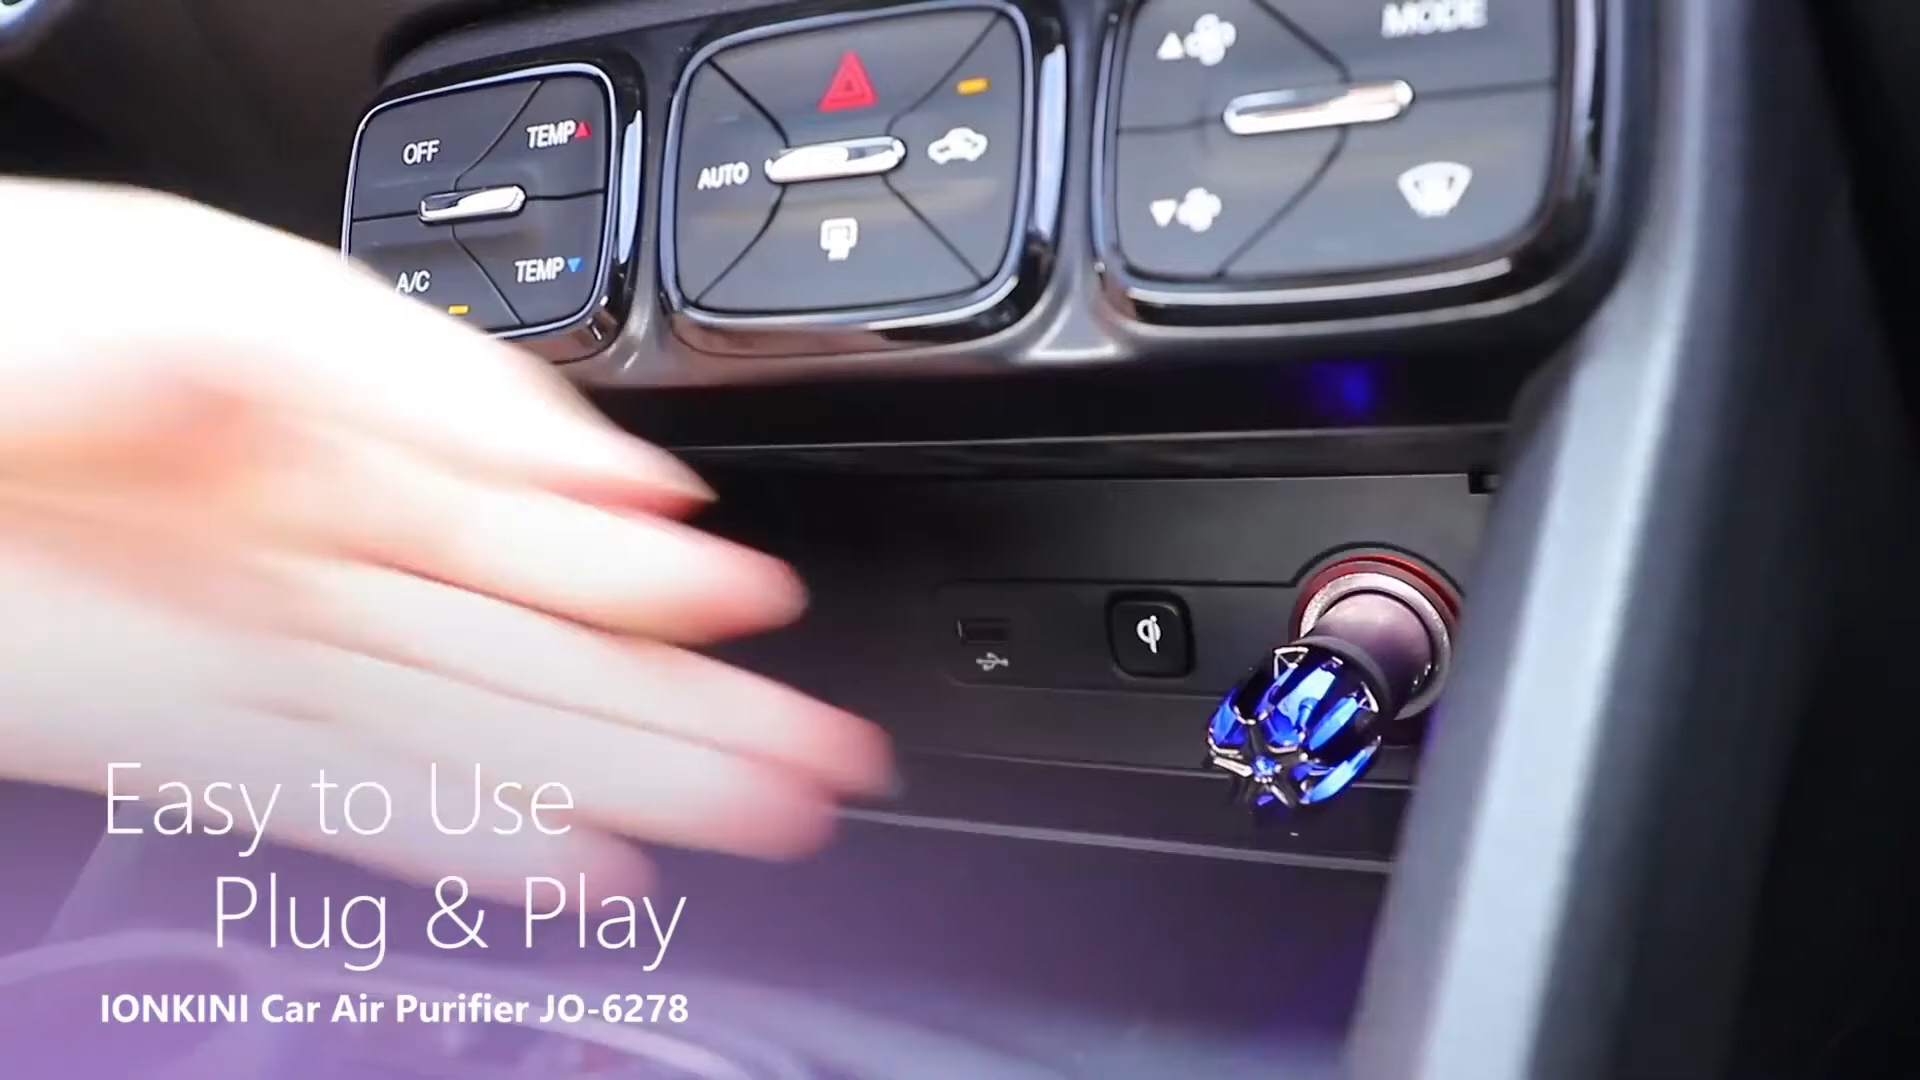 MODE
OFF
TEMP
AUTO
A/C
TEMP
Easy to Use
Plug & Play
IONKINI Car Air Purifier JO-6278